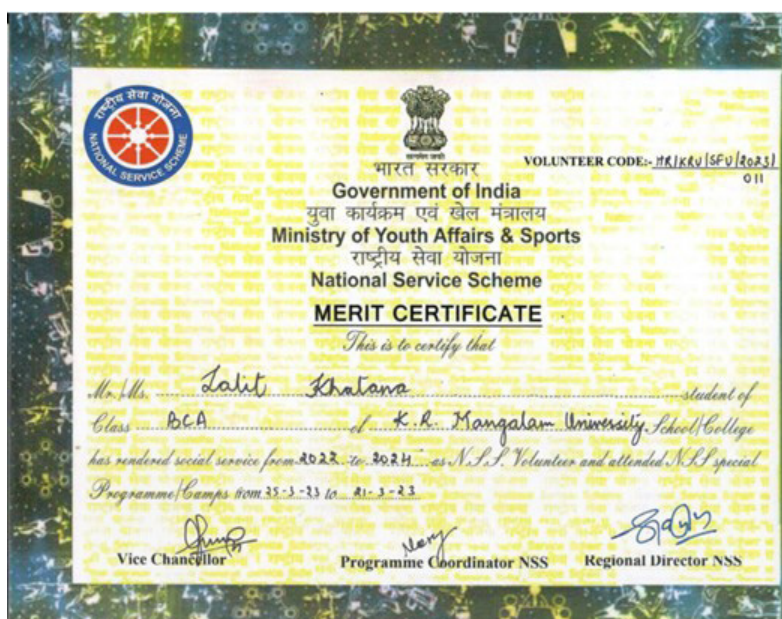 राष्ट्रीय सेवा योजना
NATIONAL SERVICE SCHEME
सत्यमेव जयते
VOLUNTEER CODE:- HR/KRU/SFU/2023/
011
भारत सरकार
Government of India
युवा कार्यक्रम एवं खेल मंत्रालय
Ministry of Youth Affairs & Sports
राष्ट्रीय सेवा योजना
National Service Scheme
MERIT CERTIFICATE
This is to certify that
Mr./Ms. Lalit Khatana student of
Class BCA of K.R. Mangalam University School/College
has rendered social service from 2022 to 2024 as N.S.S. Volunteer and attended N.S.S special
Programme/Camps from 25-3-23 to 21-3-23
Vice Chancellor
Programme Coordinator NSS
Regional Director NSS